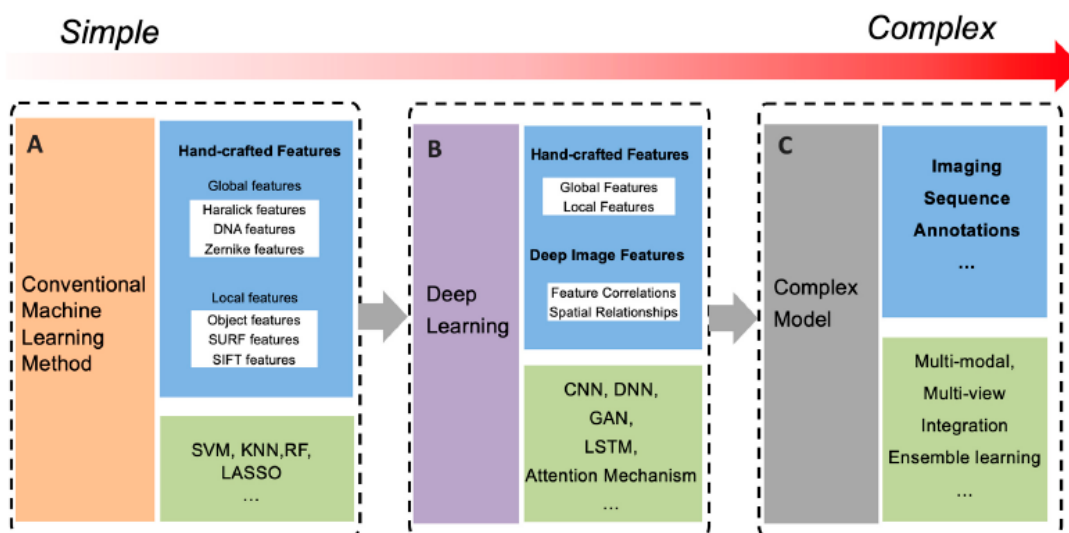 Simple
Complex
A
Conventional
Machine
Learning
Method
Hand-crafted Features
Global features
Haralick features
DNA features
Zernike features
Local features
Object features
SURF features
SIFT features
SVM, KNN,RF,
LASSO
...
B
Deep
Learning
Hand-crafted Features
Global Features
Local Features
Deep Image Features
Feature Correlations
Spatial Relationships
CNN, DNN,
GAN,
LSTM,
Attention Mechanism
...
C
Complex
Model
Imaging
Sequence
Annotations
...
Multi-modal,
Multi-view
Integration
Ensemble learning
...